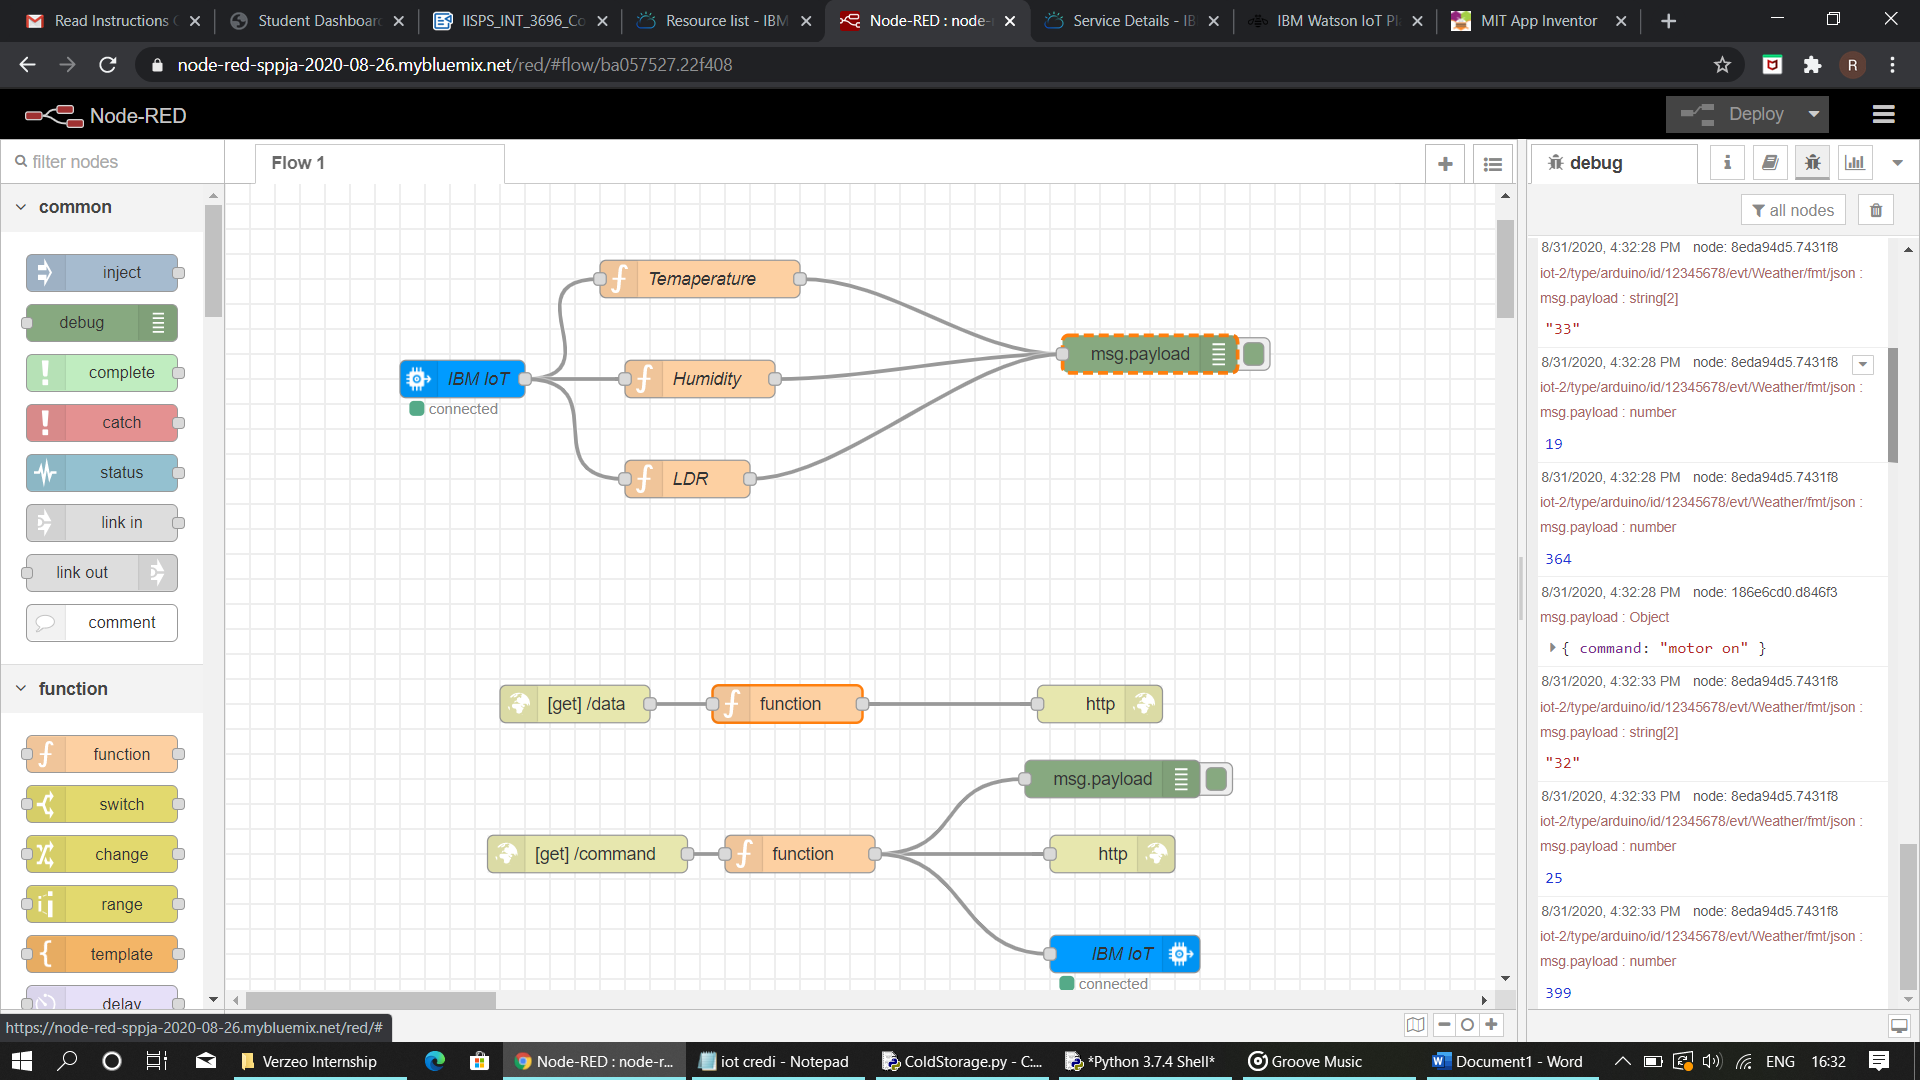 Read Instructions
Student Dashboard
IISPS_INT_3696_Co
Resource list - IBM
Node-RED : node-
Service Details - IB
IBM Watson IoT Pl
MIT App Inventor
node-red-sppja-2020-08-26.mybluemix.net/red/#flow/ba057527.22f408
R
Node-RED
Deploy
filter nodes
common
inject
debug
complete
catch
status
link in
link out
comment
function
function
switch
change
range
template
delay
Flow 1
Temaperature
msg.payload
IBM IoT
connected
Humidity
LDR
[get] /data
function
http
msg.payload
[get] /command
function
http
IBM IoT
connected
debug
all nodes
8/31/2020, 4:32:28 PM node: 8eda94d5.7431f8
iot-2/type/arduino/id/12345678/evt/Weather/fmt/json :
msg.payload : string[2]
"33"
8/31/2020, 4:32:28 PM node: 8eda94d5.7431f8
iot-2/type/arduino/id/12345678/evt/Weather/fmt/json :
msg.payload : number
19
8/31/2020, 4:32:28 PM node: 8eda94d5.7431f8
iot-2/type/arduino/id/12345678/evt/Weather/fmt/json :
msg.payload : number
364
8/31/2020, 4:32:28 PM node: 186e6cd0.d846f3
msg.payload : Object
{ command: "motor on" }
8/31/2020, 4:32:33 PM node: 8eda94d5.7431f8
iot-2/type/arduino/id/12345678/evt/Weather/fmt/json :
msg.payload : string[2]
"32"
8/31/2020, 4:32:33 PM node: 8eda94d5.7431f8
iot-2/type/arduino/id/12345678/evt/Weather/fmt/json :
msg.payload : number
25
8/31/2020, 4:32:33 PM node: 8eda94d5.7431f8
iot-2/type/arduino/id/12345678/evt/Weather/fmt/json :
msg.payload : number
399
https://node-red-sppja-2020-08-26.mybluemix.net/red/#
Verzeo Internship
Node-RED : node-r...
iot credi - Notepad
ColdStorage.py - C:...
*Python 3.7.4 Shell*
Groove Music
Document1 - Word
ENG
16:32